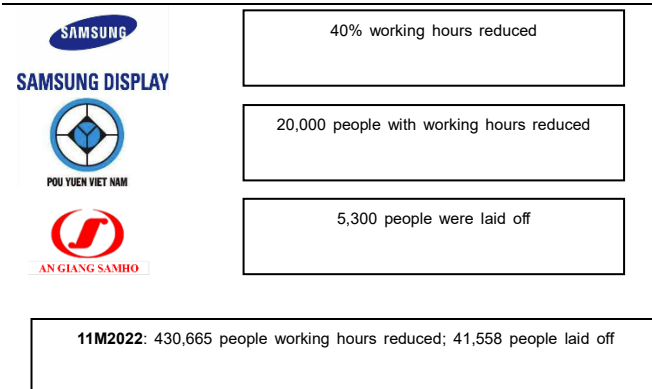 SAMSUNG
40% working hours reduced
SAMSUNG DISPLAY
20,000 people with working hours reduced
POU YUEN VIET NAM
5,300 people were laid off
AN GIANG SAMHO
11M2022: 430,665 people working hours reduced; 41,558 people laid off